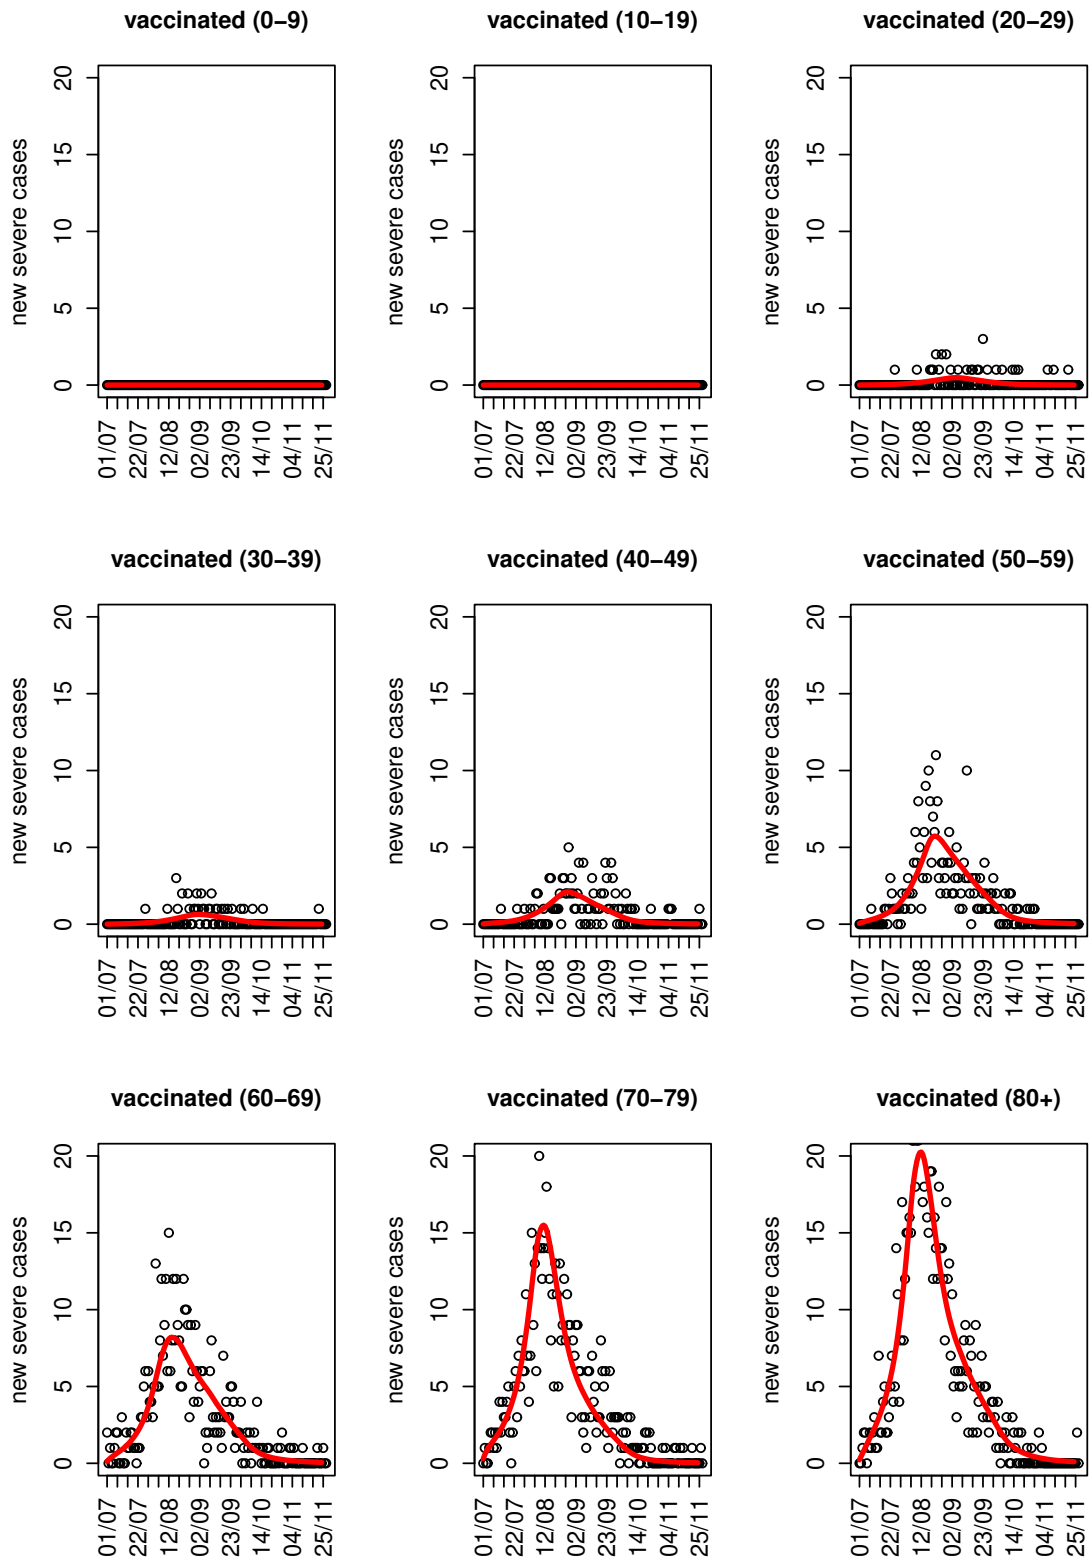 vaccinated (0−9)
vaccinated (10−19)
vaccinated (20−29)
new severe cases
0 5 10 15 20
01/07 22/07 12/08 02/09 23/09 14/10 04/11 25/11
new severe cases
0 5 10 15 20
01/07 22/07 12/08 02/09 23/09 14/10 04/11 25/11
new severe cases
0 5 10 15 20
01/07 22/07 12/08 02/09 23/09 14/10 04/11 25/11
vaccinated (30−39)
vaccinated (40−49)
vaccinated (50−59)
new severe cases
0 5 10 15 20
01/07 22/07 12/08 02/09 23/09 14/10 04/11 25/11
new severe cases
0 5 10 15 20
01/07 22/07 12/08 02/09 23/09 14/10 04/11 25/11
new severe cases
0 5 10 15 20
01/07 22/07 12/08 02/09 23/09 14/10 04/11 25/11
vaccinated (60−69)
vaccinated (70−79)
vaccinated (80+)
new severe cases
0 5 10 15 20
01/07 22/07 12/08 02/09 23/09 14/10 04/11 25/11
new severe cases
0 5 10 15 20
01/07 22/07 12/08 02/09 23/09 14/10 04/11 25/11
new severe cases
0 5 10 15 20
01/07 22/07 12/08 02/09 23/09 14/10 04/11 25/11